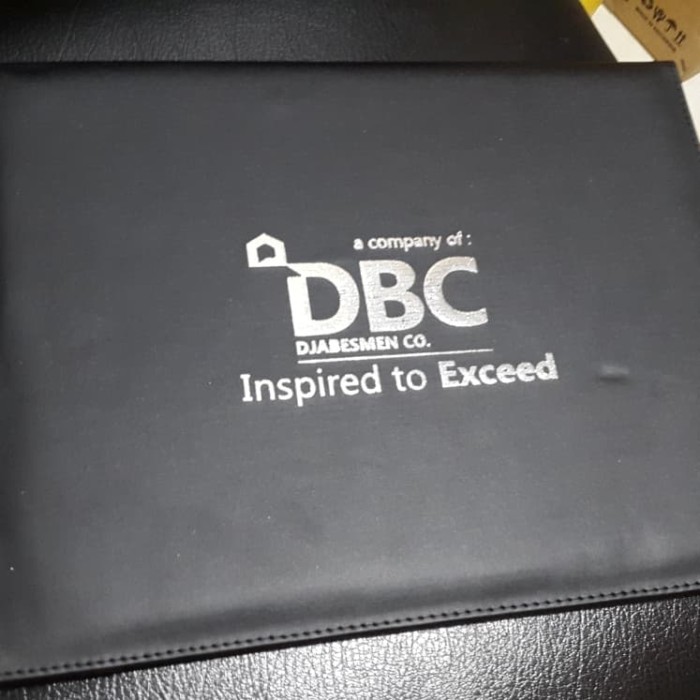 a company of :
DBC
DJABESMEN CO.
Inspired to Exceed